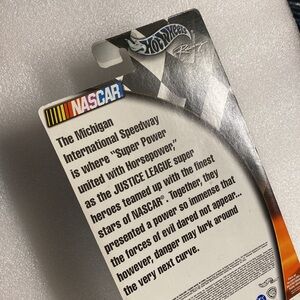 Hot Wheels
NASCAR
The Michigan
International Speedway
is where "Super Power
united with Horsepower,"
as the JUSTICE LEAGUE super
heroes teamed up with the finest
stars of NASCAR®. Together, they
presented a power so immense that
the forces of evil dared not appear...
however, danger may lurk around
the very next curve.